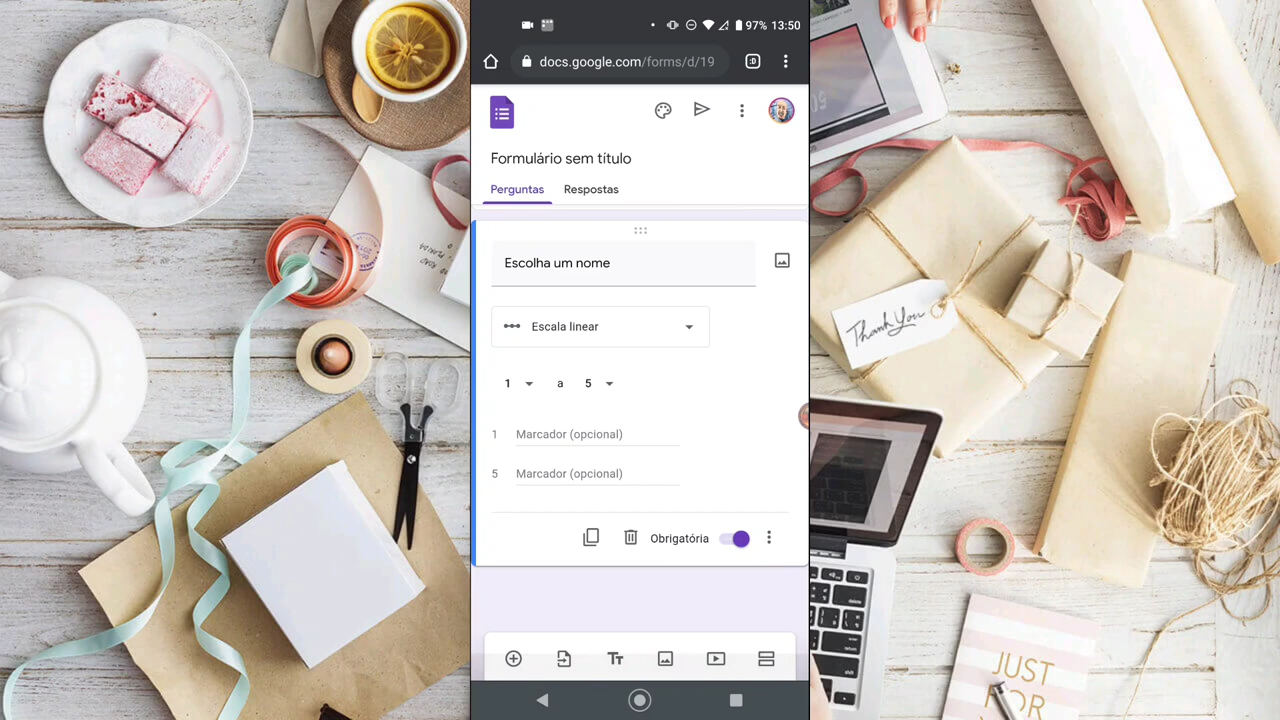 97% 13:50
docs.google.com/forms/d/19
:D
Formulário sem título
Perguntas
Respostas
Escolha um nome
Escala linear
1 a 5
1 Marcador (opcional)
5 Marcador (opcional)
Obrigatória
Tт
Thank You
JUST
FOR